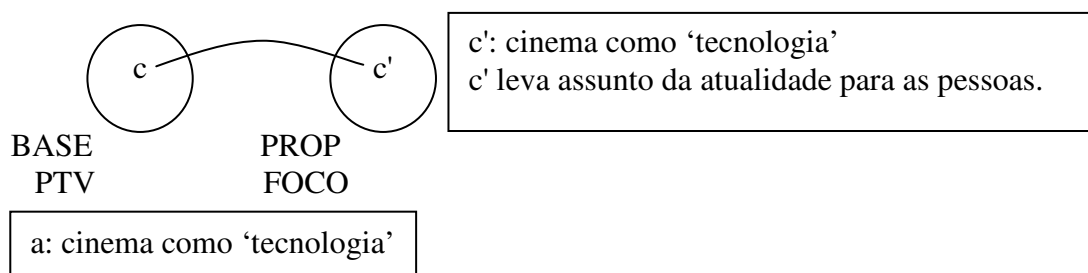 c c'
c': cinema como ‘tecnologia’
c' leva assunto da atualidade para as pessoas.
BASE PROP
PTV FOCO
a: cinema como ‘tecnologia’